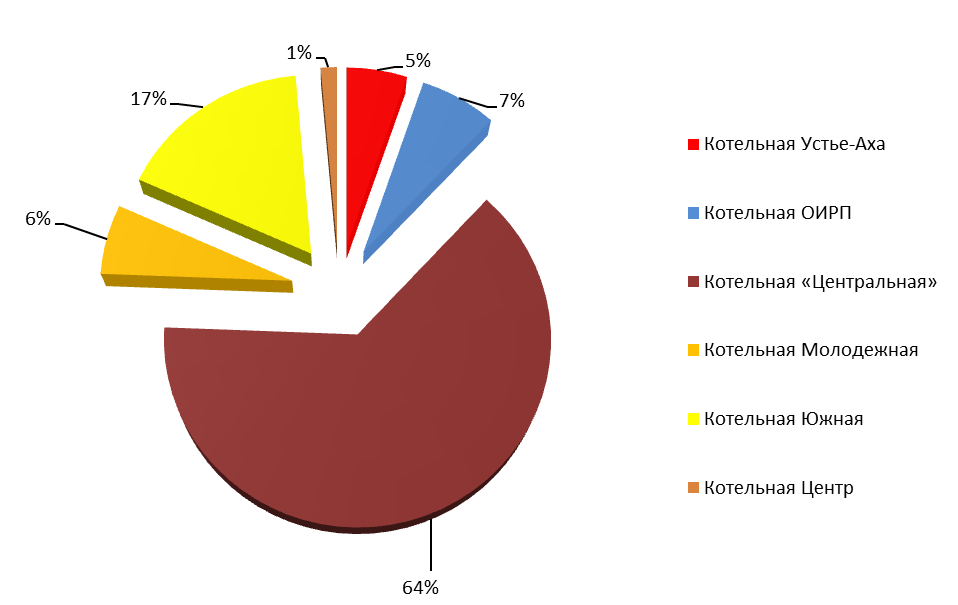 1%
5%
7%
17%
6%
64%
Котельная Устье-Аха
Котельная ОИРП
Котельная «Центральная»
Котельная Молодежная
Котельная Южная
Котельная Центр